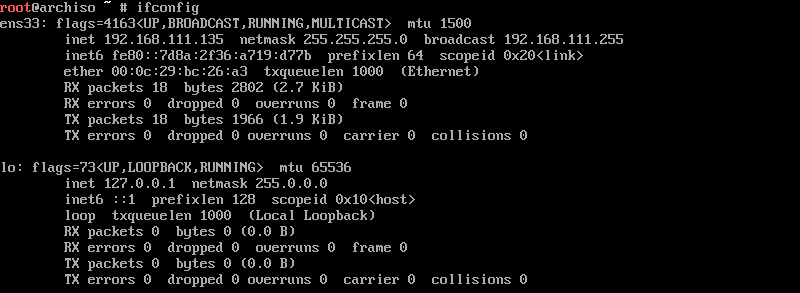 root@archiso ~ # ifconfig
ens33: flags=4163<UP,BROADCAST,RUNNING,MULTICAST>  mtu 1500
        inet 192.168.111.135  netmask 255.255.255.0  broadcast 192.168.111.255
        inet6 fe80::7d8a:2f36:a719:d77b  prefixlen 64  scopeid 0x20<link>
        ether 00:0c:29:bc:26:a3  txqueuelen 1000  (Ethernet)
        RX packets 18  bytes 2802 (2.7 KiB)
        RX errors 0  dropped 0  overruns 0  frame 0
        TX packets 18  bytes 1966 (1.9 KiB)
        TX errors 0  dropped 0 overruns 0  carrier 0  collisions 0

lo: flags=73<UP,LOOPBACK,RUNNING>  mtu 65536
        inet 127.0.0.1  netmask 255.0.0.0
        inet6 ::1  prefixlen 128  scopeid 0x10<host>
        loop  txqueuelen 1000  (Local Loopback)
        RX packets 0  bytes 0 (0.0 B)
        RX errors 0  dropped 0  overruns 0  frame 0
        TX packets 0  bytes 0 (0.0 B)
        TX errors 0  dropped 0 overruns 0  carrier 0  collisions 0